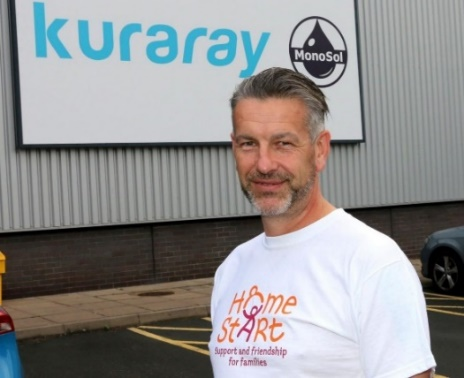 kuraray
MonoSol
HOme
StARt
Support and friendship
for families